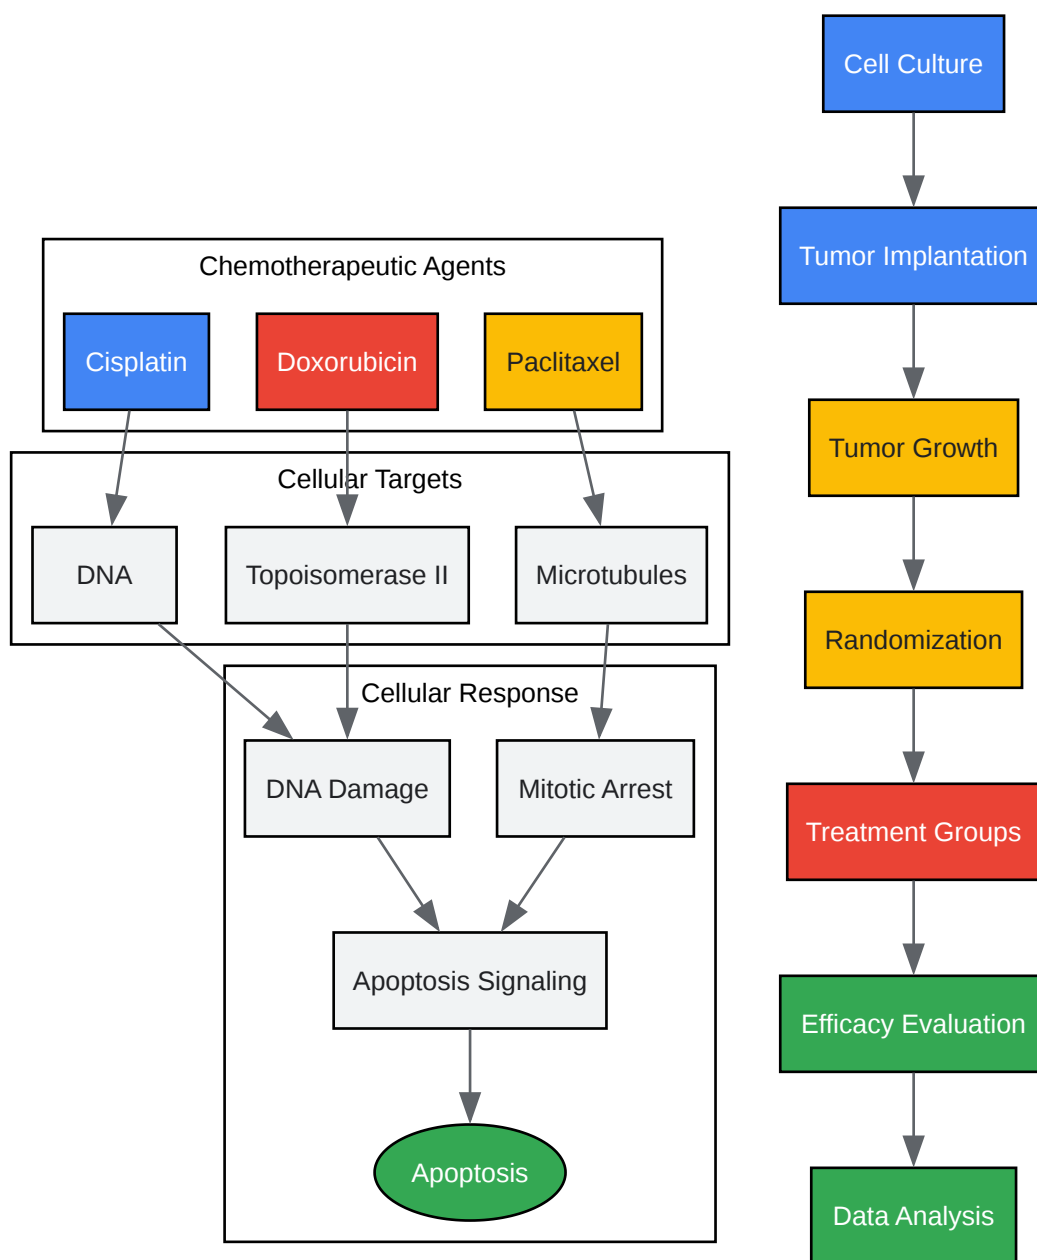 Chemotherapeutic Agents
Cisplatin
Doxorubicin
Paclitaxel
Cellular Targets
DNA
Topoisomerase II
Microtubules
Cellular Response
DNA Damage
Mitotic Arrest
Apoptosis Signaling
Apoptosis
Cell Culture
Tumor Implantation
Tumor Growth
Randomization
Treatment Groups
Efficacy Evaluation
Data Analysis